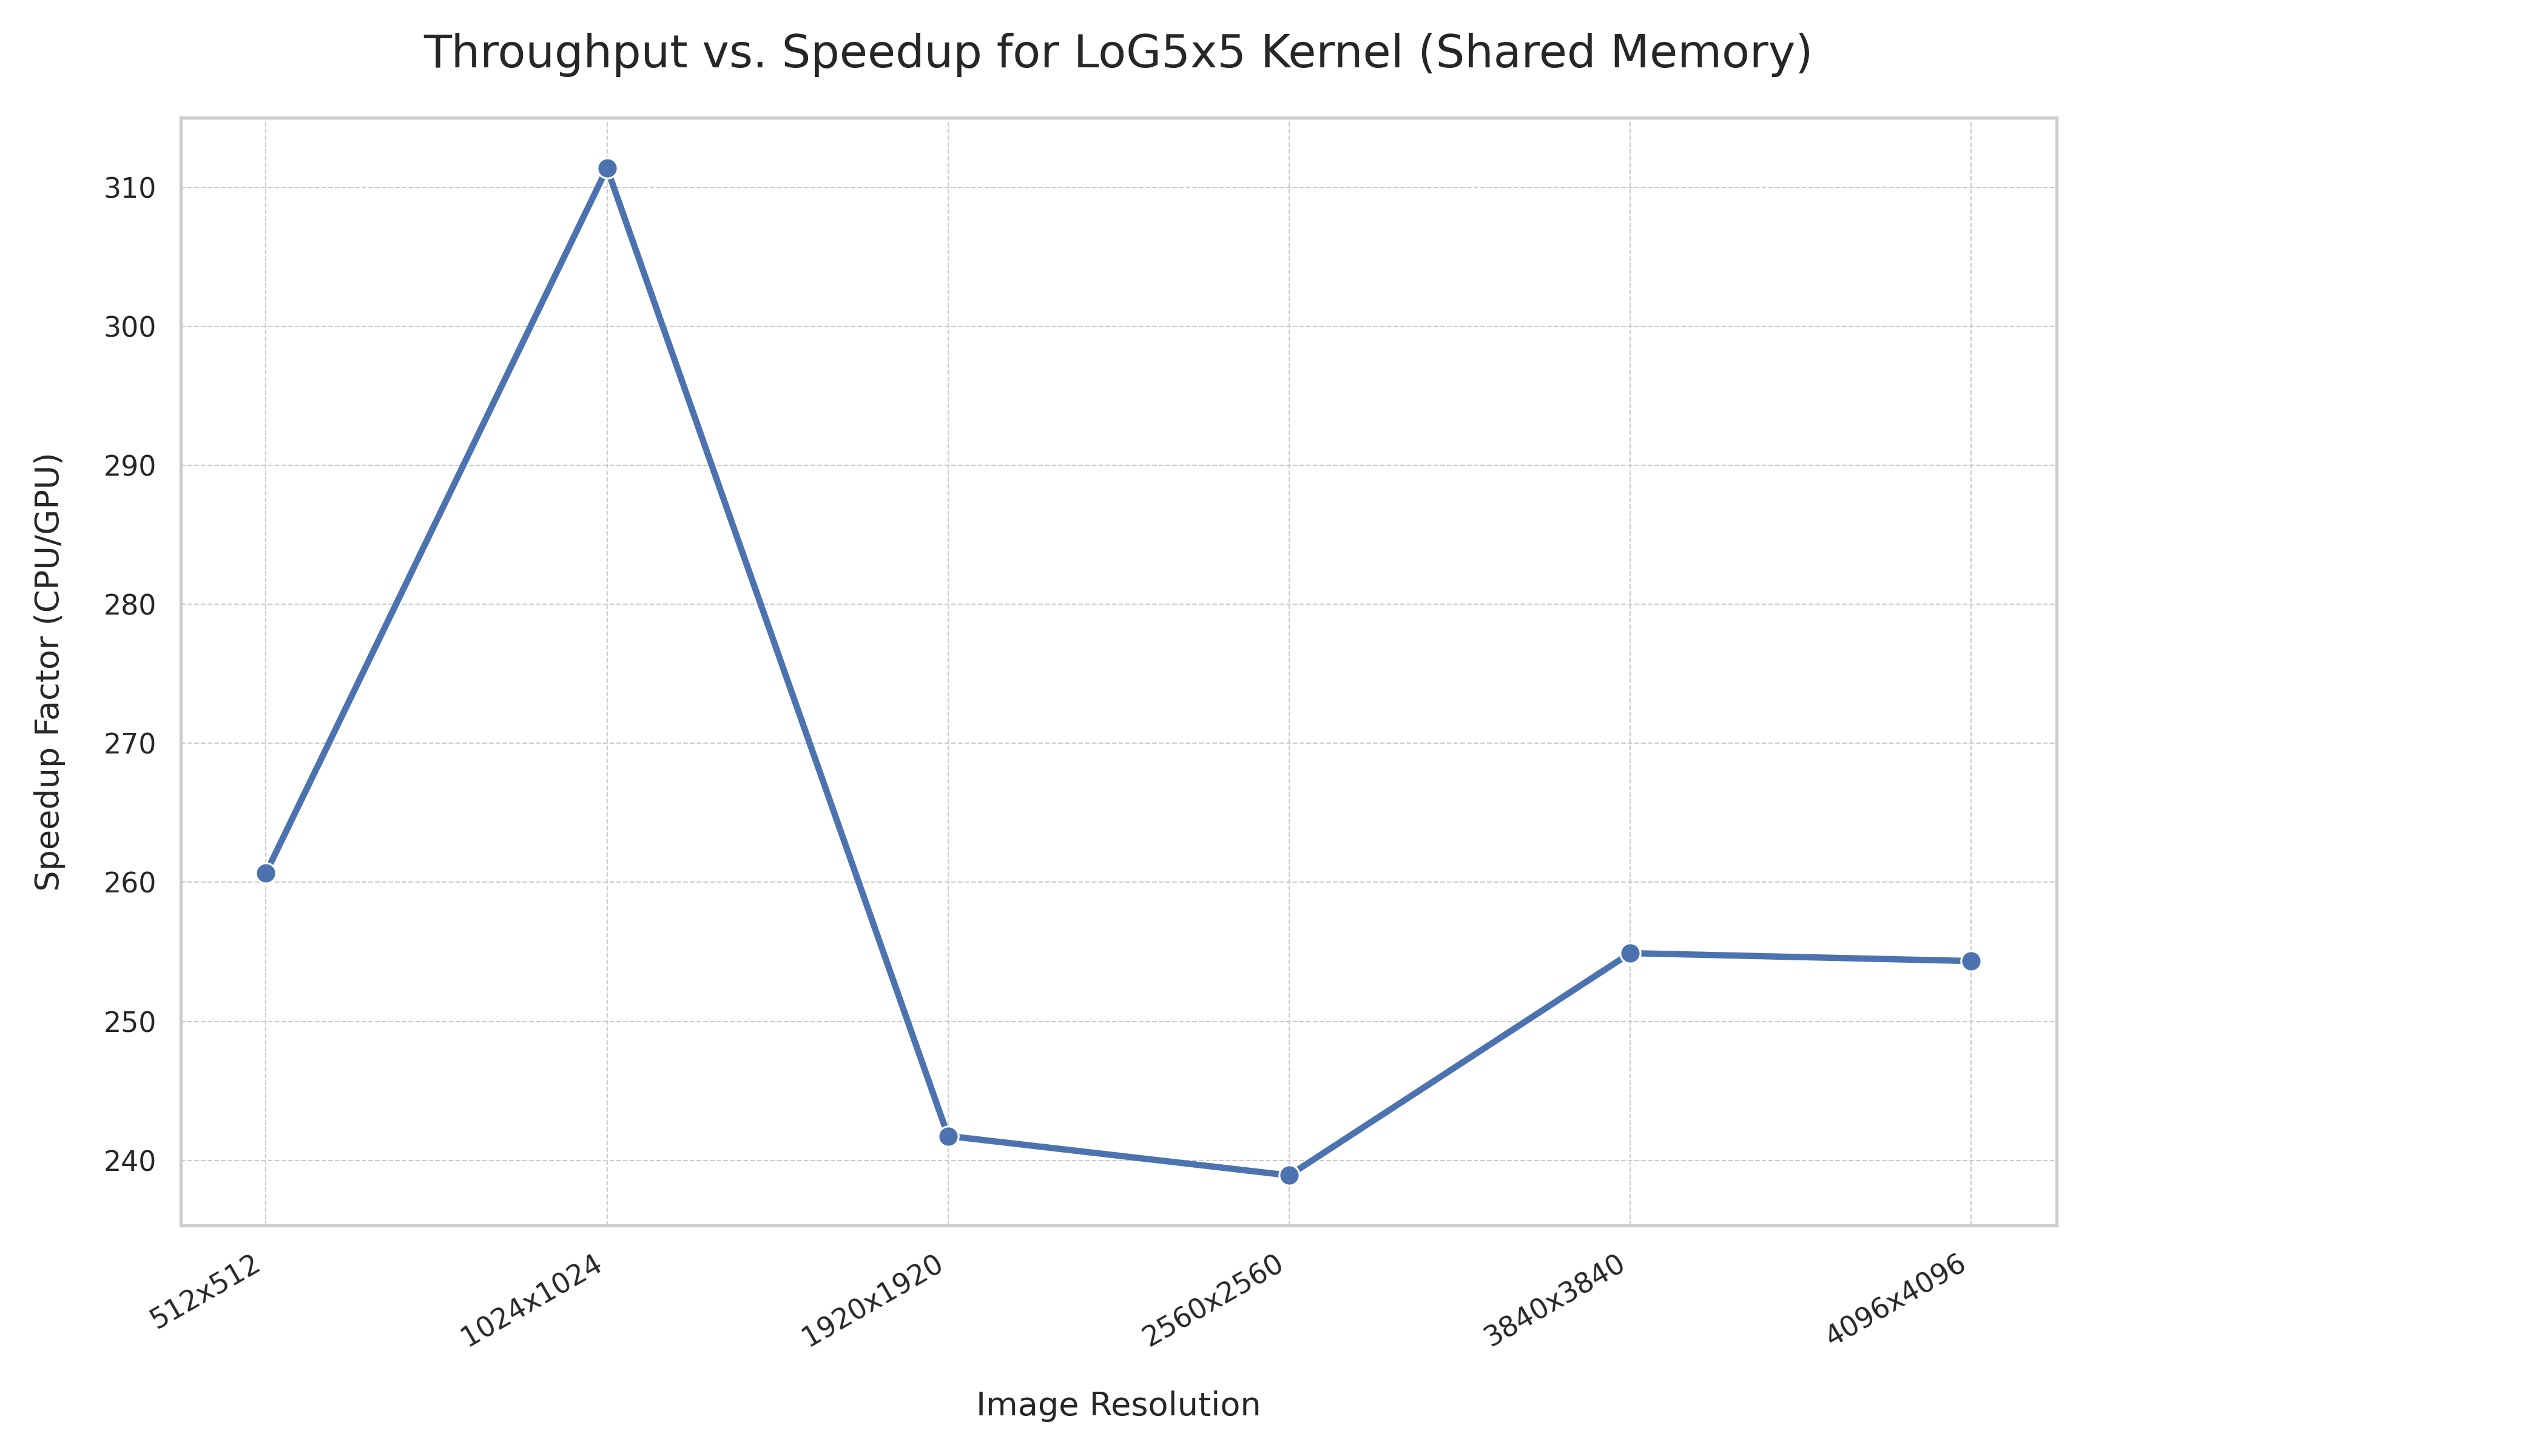 Throughput vs. Speedup for LoG5x5 Kernel (Shared Memory)
Speedup Factor (CPU/GPU)
310
300
290
280
270
260
250
240
512x512
1024x1024
1920x1920
2560x2560
3840x3840
4096x4096
Image Resolution